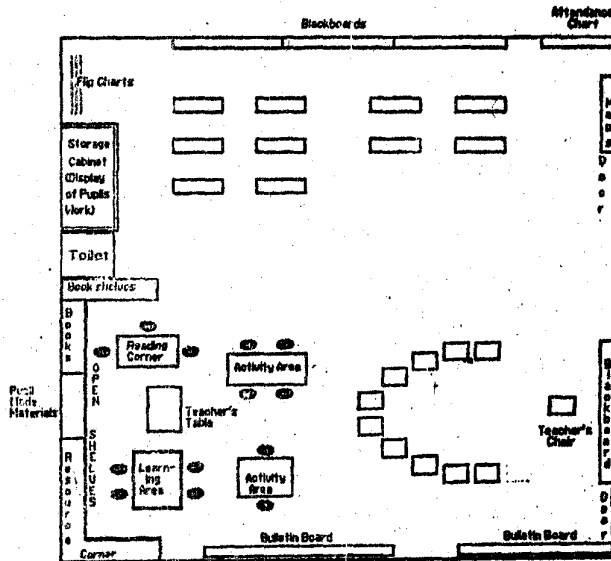 Attendance
Chart
Blackboards
Flip Charts
Storage
Cabinet
(Display
of Pupils
Work)
Door
Toilet
Book shelves
Books
Reading
Corner
Activity Area
OPEN SHELVES
Pupil
Made
Materials
Teacher's
Table
Blackboard
Teacher's
Chair
Learn-
ing
Area
Activity
Area
Resource
Corner
Door
Bulletin Board
Bulletin Board